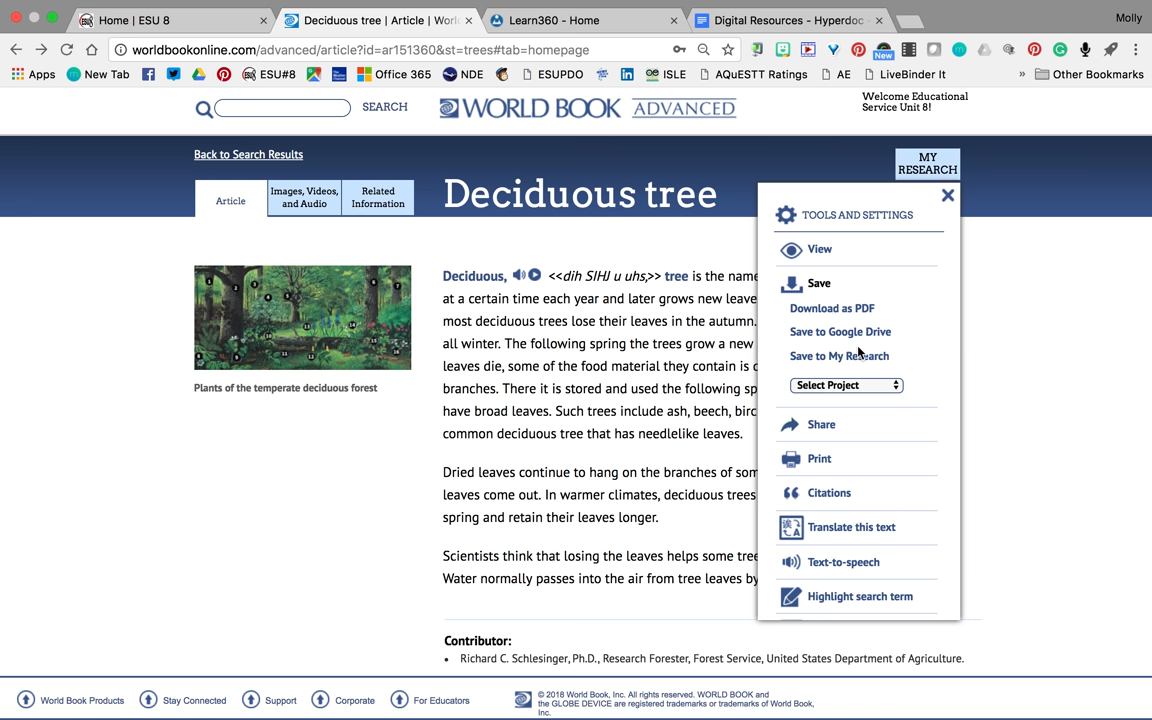 Home | ESU 8
Deciduous tree | Article | Worl
Learn360 - Home
Digital Resources - Hyperdoc
Molly
worldbookonline.com/advanced/article?id=ar151360&st=trees#tab=homepage
New
Apps
New Tab
ESU#8
Office 365
NDE
ESUPDO
ISLE
AQuESTT Ratings
AE
LiveBinder It
»
Other Bookmarks
SEARCH
WORLD BOOK ADVANCED
Welcome Educational
Service Unit 8!
Back to Search Results
MY
RESEARCH
Article
Images, Videos,
and Audio
Related
Information
Deciduous tree
TOOLS AND SETTINGS
View
Save
Download as PDF
Save to Google Drive
Save to My Research
Select Project
Share
Print
Citations
Translate this text
Text-to-speech
Highlight search term
Plants of the temperate deciduous forest
Deciduous, <<dih SIHJ u uhs,>> tree is the name
at a certain time each year and later grows new leave
most deciduous trees lose their leaves in the autumn.
all winter. The following spring the trees grow a new
leaves die, some of the food material they contain is c
branches. There it is stored and used the following sp
have broad leaves. Such trees include ash, beech, birc
common deciduous tree that has needlelike leaves.
Dried leaves continue to hang on the branches of som
leaves come out. In warmer climates, deciduous trees
spring and retain their leaves longer.
Scientists think that losing the leaves helps some tree
Water normally passes into the air from tree leaves by
Contributor:
• Richard C. Schlesinger, Ph.D., Research Forester, Forest Service, United States Department of Agriculture.
World Book Products
Stay Connected
Support
Corporate
For Educators
© 2018 World Book, Inc. All rights reserved. WORLD BOOK and
the GLOBE DEVICE are registered trademarks or trademarks of World Book,
Inc.